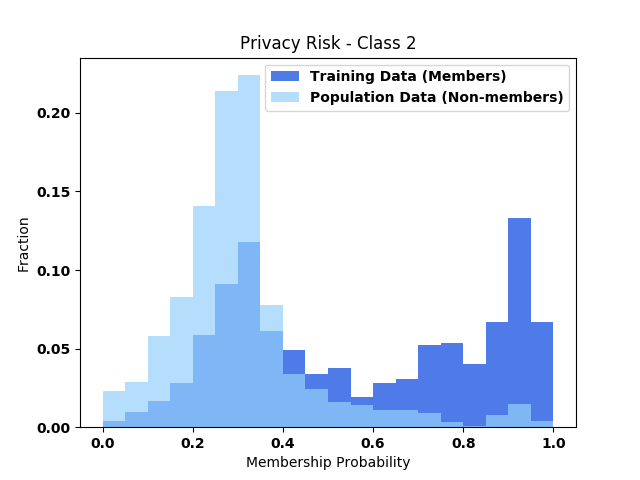 Privacy Risk - Class 2
Training Data (Members)
Population Data (Non-members)
0.20
0.15
0.10
0.05
0.00
Fraction
0.0 0.2 0.4 0.6 0.8 1.0
Membership Probability